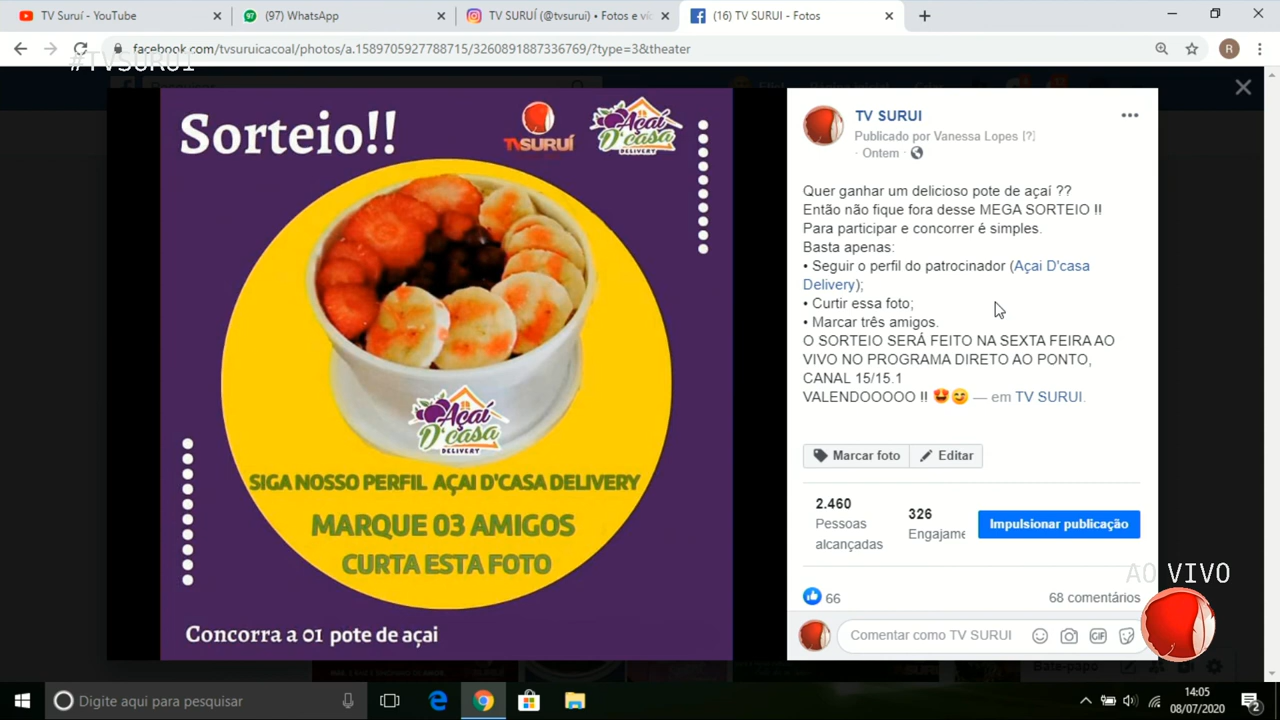 TV Suruí - YouTube
(97) WhatsApp
TV SURUÍ (@tvsurui) • Fotos e víd
(16) TV SURUI - Fotos
facebook.com/tvsuruicacoal/photos/a.1589705927788715/3260891887336769/?type=3&theater
R
#TVSURUI
Sorteio!!
TVSURUÍ
Açaí
D'casa
DELIVERY
Açaí
D'casa
DELIVERY
SIGA NOSSO PERFIL AÇAI D'CASA DELIVERY
MARQUE 03 AMIGOS
CURTA ESTA FOTO
Concorra a 01 pote de açai
TV SURUI
Publicado por Vanessa Lopes [?]
· Ontem ·
Quer ganhar um delicioso pote de açaí ??
Então não fique fora desse MEGA SORTEIO !!
Para participar e concorrer é simples.
Basta apenas:
• Seguir o perfil do patrocinador (Açai D'casa
Delivery);
• Curtir essa foto;
• Marcar três amigos.
O SORTEIO SERÁ FEITO NA SEXTA FEIRA AO
VIVO NO PROGRAMA DIRETO AO PONTO,
CANAL 15/15.1
VALENDOOOOO !! — em TV SURUI.
Marcar foto
Editar
2.460
Pessoas
alcançadas
326
Engajame
Impulsionar publicação
AO VIVO
66
68 comentários
Comentar como TV SURUI
GIF
Bate-papo
Digite aqui para pesquisar
14:05
08/07/2020
2